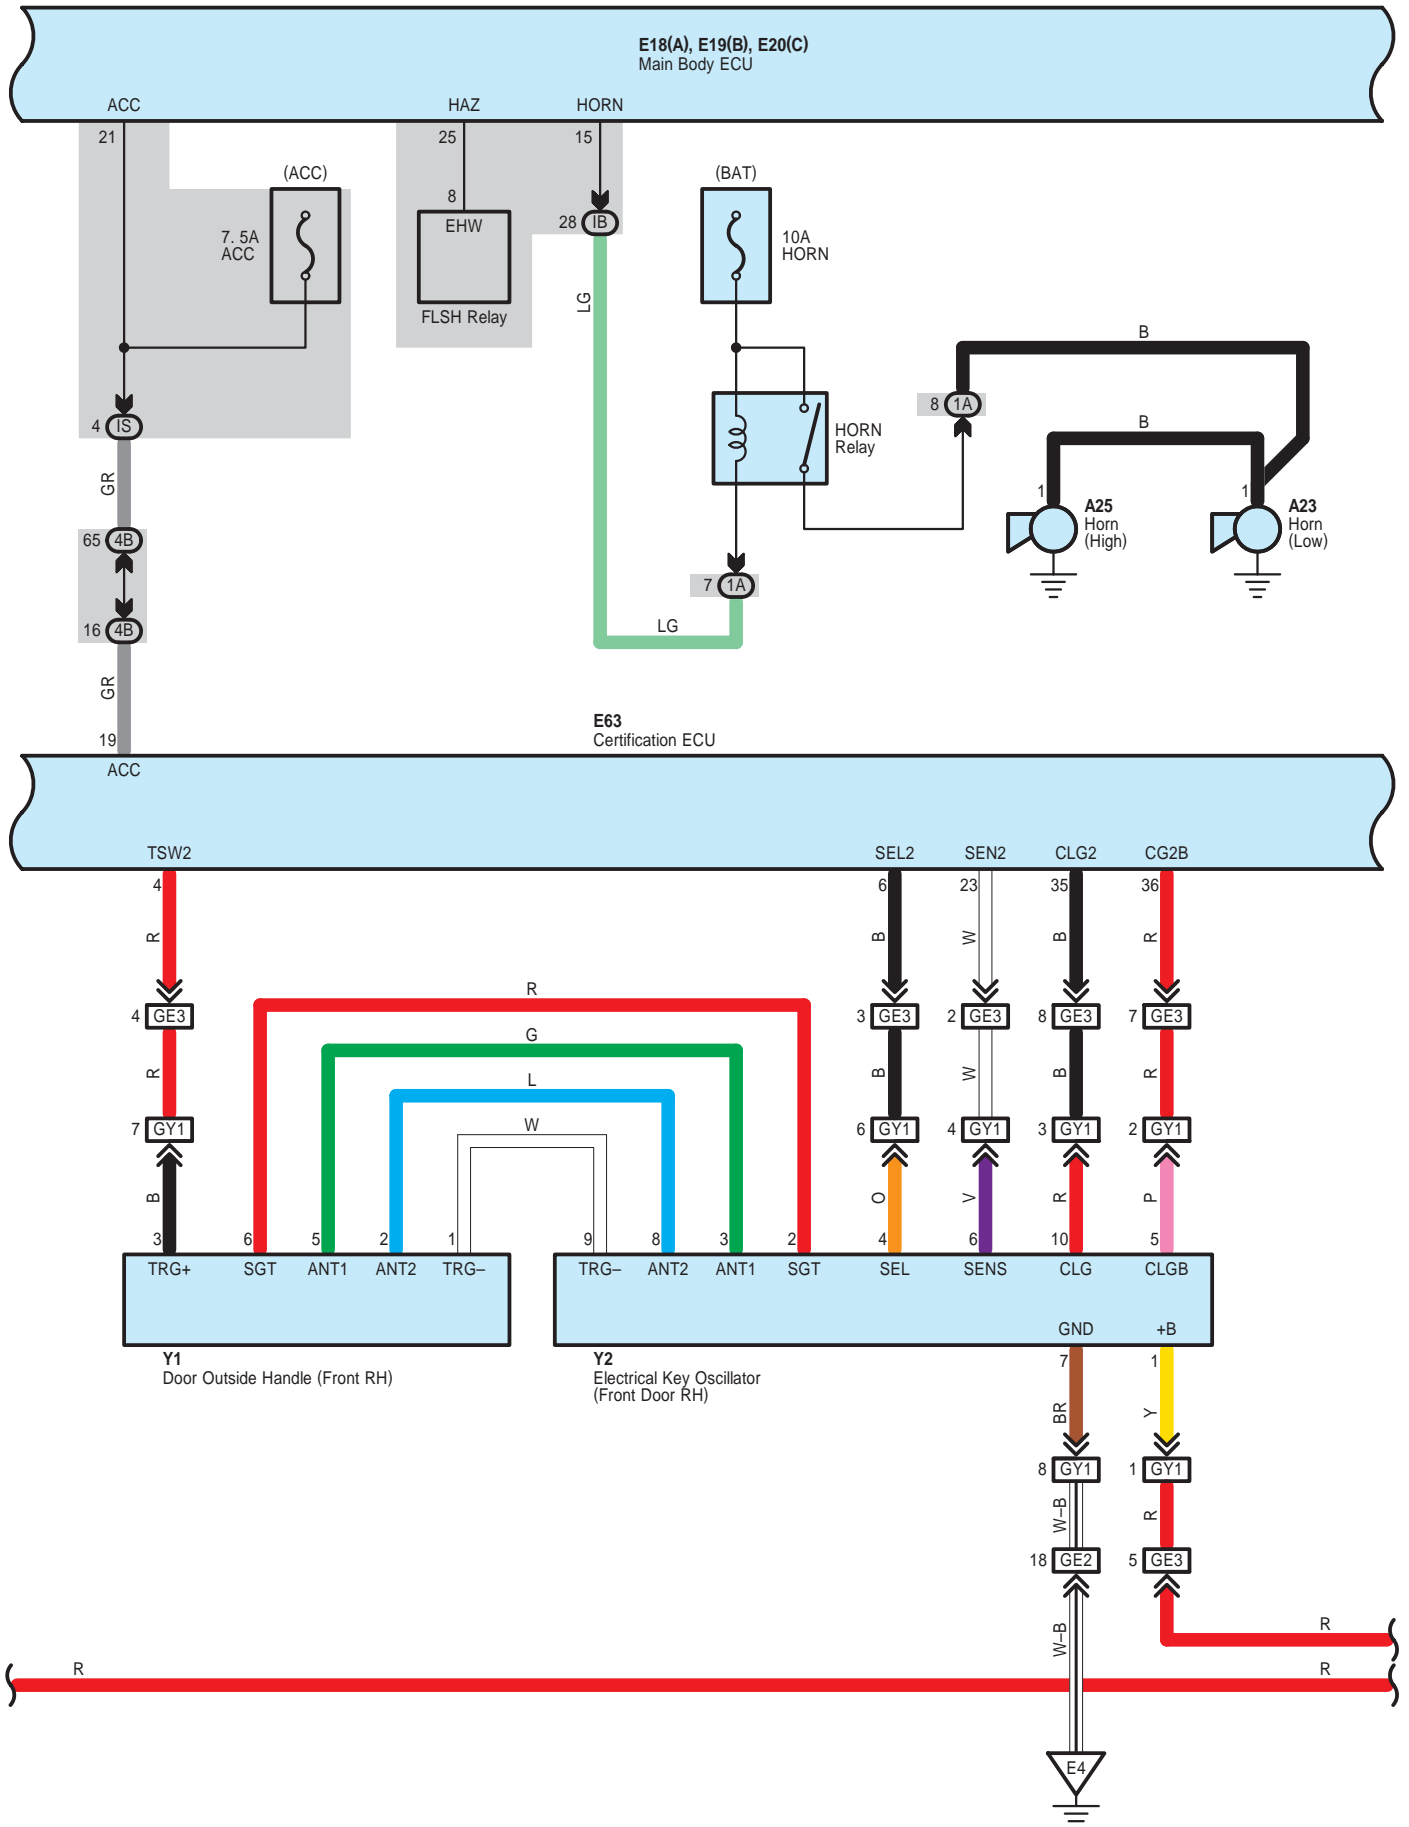 E18(A), E19(B), E20(C)
Main Body ECU
ACC HAZ HORN
21 25 15
(ACC) (BAT)
8
EHW
28 IB
7. 5A
ACC
10A
HORN
FLSH Relay
LG
B
8 1A
4 IS
B
HORN
Relay
GR
1 1
A25
Horn
(High)
A23
Horn
(Low)
65 4B
7 1A
16 4B
LG
GR
19
E63
Certification ECU
ACC
TSW2 SEL2 SEN2 CLG2 CG2B
4 6 23 35 36
R B W B R
R
4 GE3 3 GE3 2 GE3 8 GE3 7 GE3
G
R B W B R
L
W
7 GY1 6 GY1 4 GY1 3 GY1 2 GY1
B O V R P
3 6 5 2 1 9 8 3 2 4 6 10 5
TRG+ SGT ANT1 ANT2 TRG– TRG– ANT2 ANT1 SGT SEL SENS CLG CLGB
GND +B
Y1
Door Outside Handle (Front RH)
Y2
Electrical Key Oscillator
(Front Door RH)
7 1
BR Y
8 GY1 1 GY1
W–B R
18 GE2 5 GE3
W–B R
R R
E4